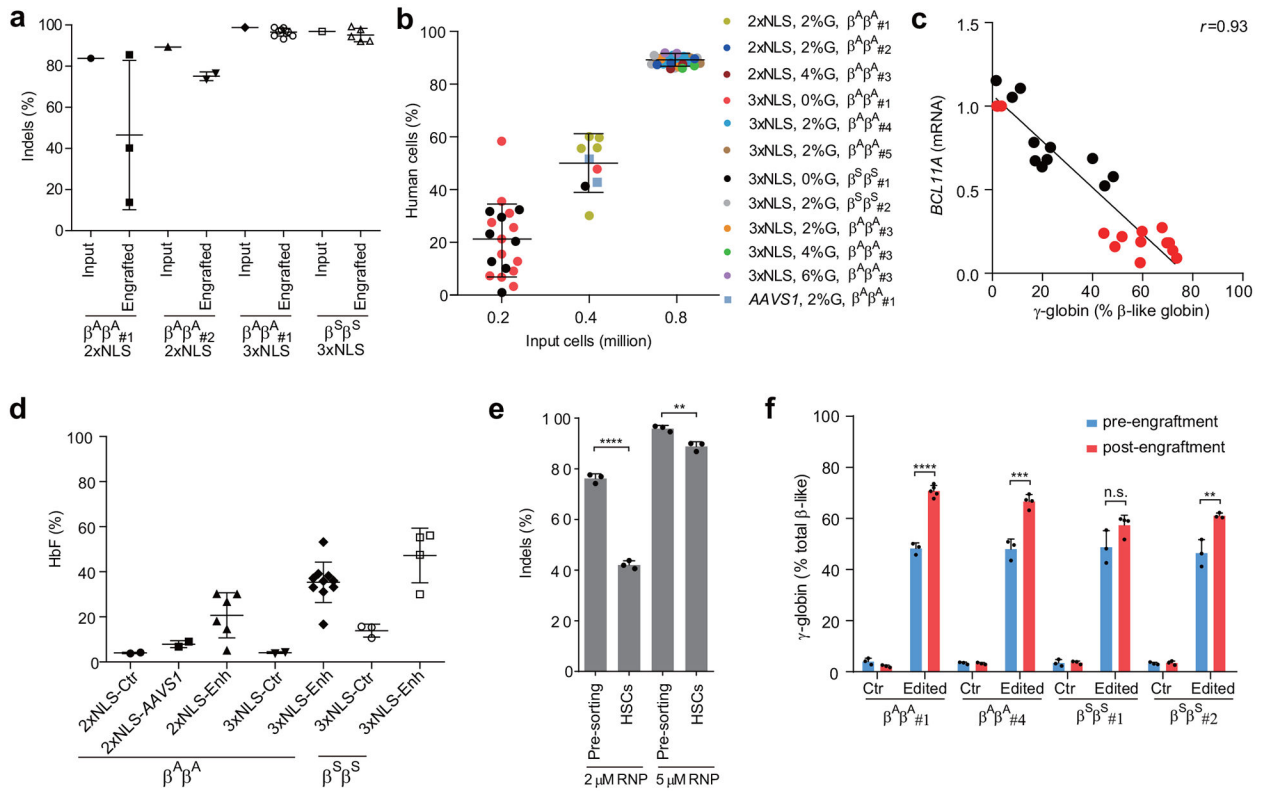 a
Indels (%)
100
80
60
40
20
0
Input
Engrafted
Input
Engrafted
Input
Engrafted
Input
Engrafted
βAβA#1
2xNLS
βAβA#2
2xNLS
βAβA#1
3xNLS
βSβS
3xNLS
b
Human cells (%)
100
80
60
40
20
0
0.2
0.4
0.8
Input cells (million)
2xNLS, 2%G, βAβA#1
2xNLS, 2%G, βAβA#2
2xNLS, 4%G, βAβA#3
3xNLS, 0%G, βAβA#1
3xNLS, 2%G, βAβA#4
3xNLS, 2%G, βAβA#5
3xNLS, 0%G, βSβS#1
3xNLS, 2%G, βSβS#2
3xNLS, 2%G, βAβA#3
3xNLS, 4%G, βAβA#3
3xNLS, 6%G, βAβA#3
AAVS1, 2%G, βAβA#1
c
r=0.93
BCL11A (mRNA)
1.5
1.0
0.5
0.0
0 20 40 60 80 100
γ-globin (% β-like globin)
d
HbF (%)
100
80
60
40
20
0
2xNLS-Ctr
2xNLS-AAVS1
2xNLS-Enh
3xNLS-Ctr
3xNLS-Enh
3xNLS-Ctr
3xNLS-Enh
βAβA
βSβS
e
Indels (%)
100
80
60
40
20
0
****
**
Pre-sorting
HSCs
Pre-sorting
HSCs
2 µM RNP
5 µM RNP
f
γ-globin (% total β-like)
100
80
60
40
20
0
pre-engraftment
post-engraftment
****
***
n.s.
**
Ctr Edited Ctr Edited Ctr Edited Ctr Edited
βAβA#1 βAβA#4 βSβS#1 βSβS#2